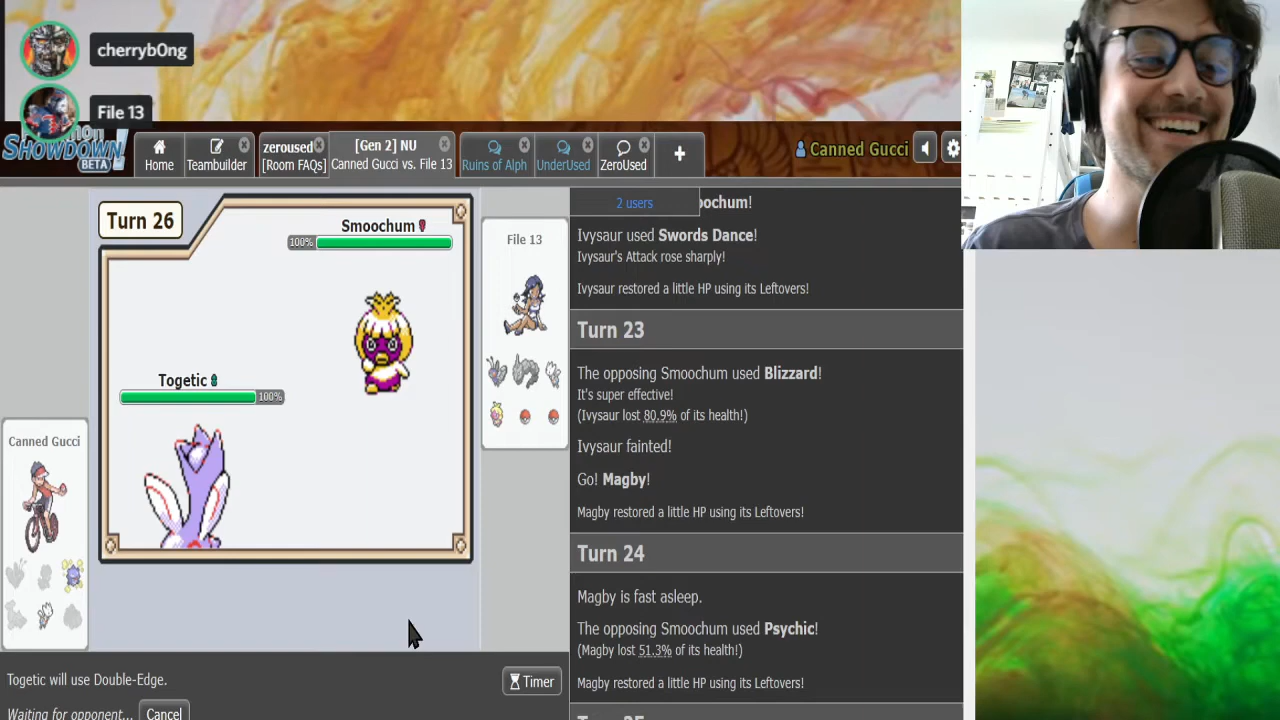 cherryb0ng
File 13
SHOWDOWN!
BETA
Home
Teambuilder
zeroused
[Room FAQs]
[Gen 2] NU
Canned Gucci vs. File 13
Ruins of Alph
UnderUsed
ZeroUsed
+
Canned Gucci
Turn 26
Smoochum
100%
Togetic
100%
File 13
Canned Gucci
2 users
ochum!
Ivysaur used Swords Dance!
Ivysaur's Attack rose sharply!
Ivysaur restored a little HP using its Leftovers!
Turn 23
The opposing Smoochum used Blizzard!
It's super effective!
(Ivysaur lost 80.9% of its health!)
Ivysaur fainted!
Go! Magby!
Magby restored a little HP using its Leftovers!
Turn 24
Magby is fast asleep.
The opposing Smoochum used Psychic!
(Magby lost 51.3% of its health!)
Magby restored a little HP using its Leftovers!
Turn 25
Togetic will use Double-Edge.
Timer
Waiting for opponent...
Cancel